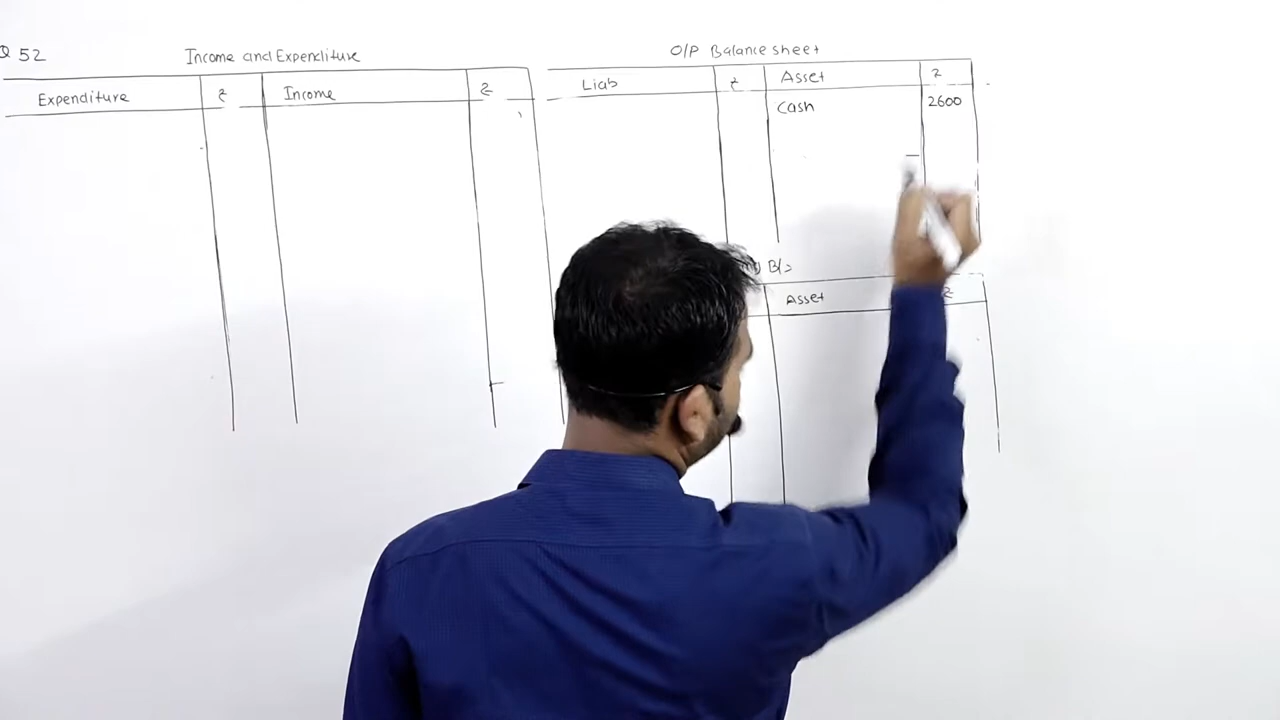 Q 52
Income and Expenditure
Expenditure ₹ Income ₹
O/P Balance sheet
Liab ₹ Asset ₹
Cash 2600
B/s
Asset ₹